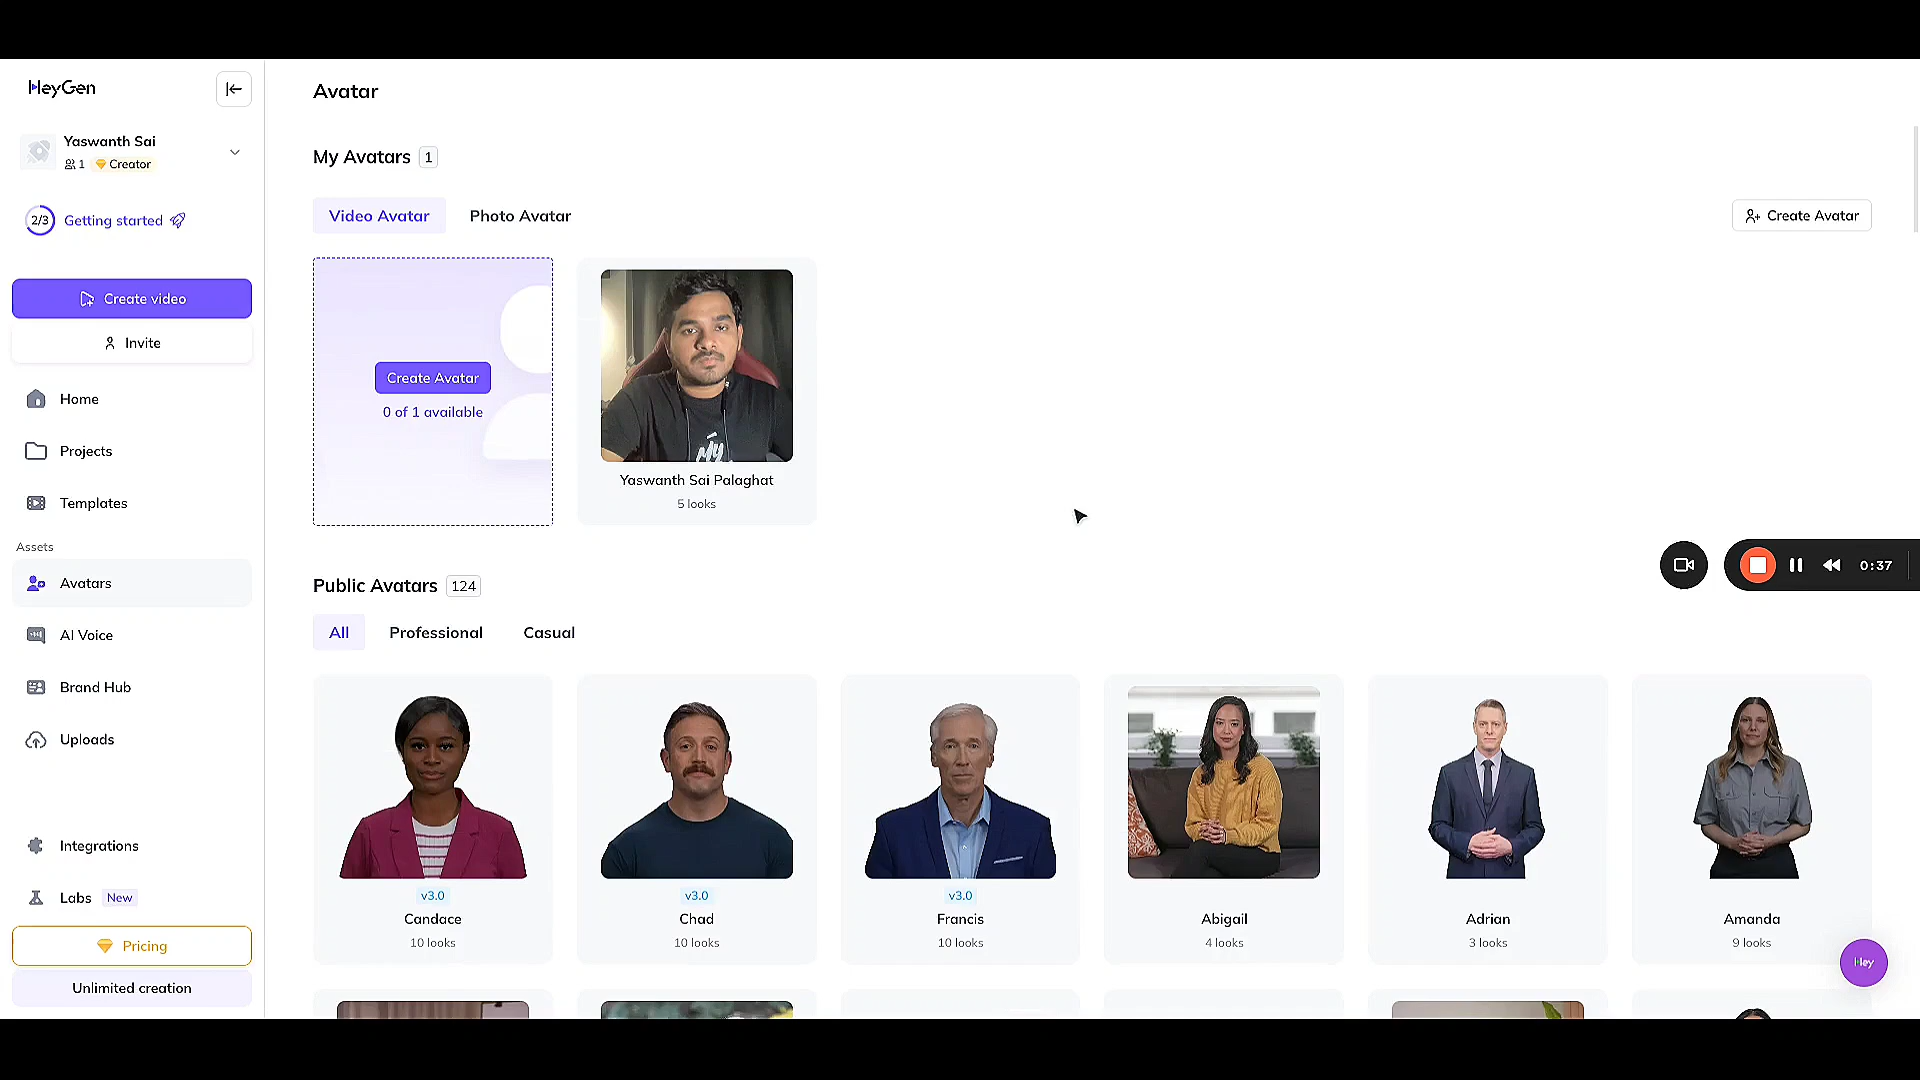 HeyGen
Yaswanth Sai
1 Creator
2/3 Getting started
Create video
Invite
Home
Projects
Templates
Assets
Avatars
AI Voice
Brand Hub
Uploads
Integrations
Labs New
Pricing
Unlimited creation
Avatar
My Avatars 1
Video Avatar Photo Avatar
Create Avatar
Create Avatar
0 of 1 available
MY
Yaswanth Sai Palaghat
5 looks
0:37
Public Avatars 124
All Professional Casual
v3.0
Candace
10 looks
v3.0
Chad
10 looks
v3.0
Francis
10 looks
Abigail
4 looks
Adrian
3 looks
Amanda
9 looks
Hey